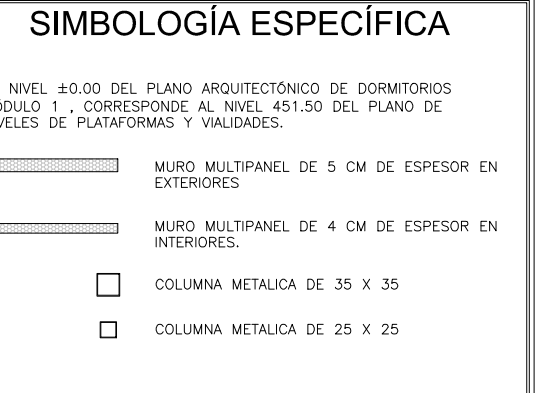 SIMBOLOGÍA ESPECÍFICA
NIVEL ±0.00 DEL PLANO ARQUITECTÓNICO DE DORMITORIOS
ÓDULO 1 , CORRESPONDE AL NIVEL 451.50 DEL PLANO DE
VELES DE PLATAFORMAS Y VIALIDADES.
MURO MULTIPANEL DE 5 CM DE ESPESOR EN
EXTERIORES
MURO MULTIPANEL DE 4 CM DE ESPESOR EN
INTERIORES.
COLUMNA METALICA DE 35 X 35
COLUMNA METALICA DE 25 X 25